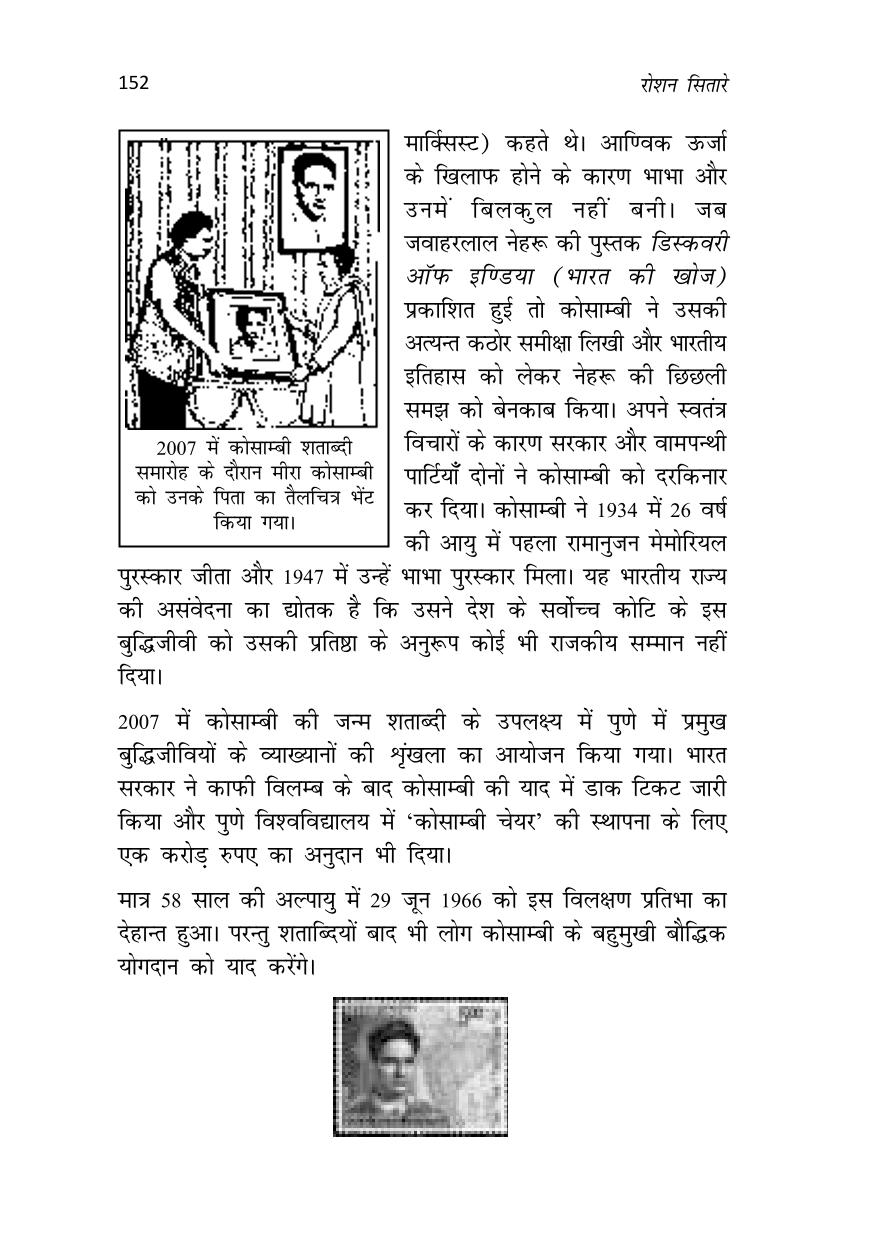 152
रोशन सितारे
मार्क्सिस्ट) कहते थे। आण्विक ऊर्जा
के खिलाफ होने के कारण भाभा और
उनमें बिलकुल नहीं बनी। जब
जवाहरलाल नेहरू की पुस्तक डिस्कवरी
ऑफ इण्डिया (भारत की खोज)
प्रकाशित हुई तो कोसाम्बी ने उसकी
अत्यन्त कठोर समीक्षा लिखी और भारतीय
इतिहास को लेकर नेहरू की छिछली
समझ को बेनकाब किया। अपने स्वतंत्र
विचारों के कारण सरकार और वामपन्थी
पार्टियाँ दोनों ने कोसाम्बी को दरकिनार
कर दिया। कोसाम्बी ने 1934 में 26 वर्ष
की आयु में पहला रामानुजन मेमोरियल
2007 में कोसाम्बी शताब्दी
समारोह के दौरान मीरा कोसाम्बी
को उनके पिता का तैलचित्र भेंट
किया गया।
पुरस्कार जीता और 1947 में उन्हें भाभा पुरस्कार मिला। यह भारतीय राज्य
की असंवेदना का द्योतक है कि उसने देश के सर्वोच्च कोटि के इस
बुद्धिजीवी को उसकी प्रतिष्ठा के अनुरूप कोई भी राजकीय सम्मान नहीं
दिया।
2007 में कोसाम्बी की जन्म शताब्दी के उपलक्ष्य में पुणे में प्रमुख
बुद्धिजीवियों के व्याख्यानों की शृंखला का आयोजन किया गया। भारत
सरकार ने काफी विलम्ब के बाद कोसाम्बी की याद में डाक टिकट जारी
किया और पुणे विश्वविद्यालय में ‘कोसाम्बी चेयर’ की स्थापना के लिए
एक करोड़ रुपए का अनुदान भी दिया।
मात्र 58 साल की अल्पायु में 29 जून 1966 को इस विलक्षण प्रतिभा का
देहान्त हुआ। परन्तु शताब्दियों बाद भी लोग कोसाम्बी के बहुमुखी बौद्धिक
योगदान को याद करेंगे।